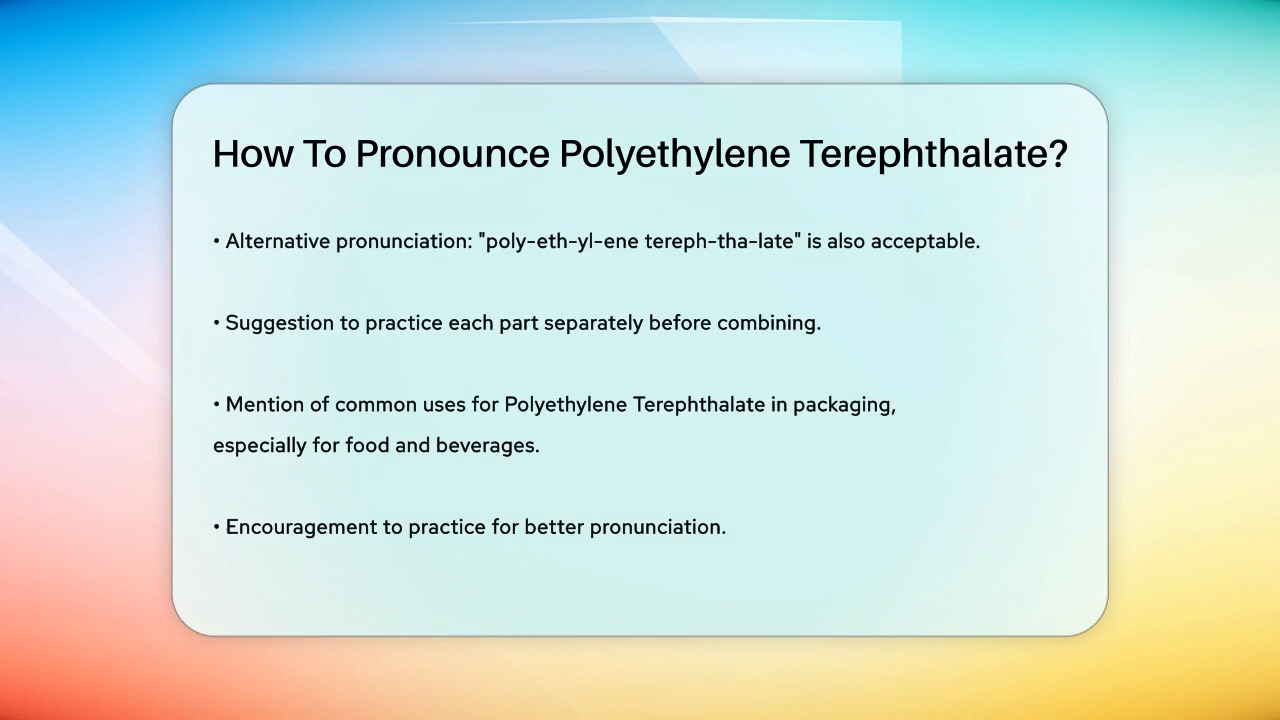 How To Pronounce Polyethylene Terephthalate?
• Alternative pronunciation: "poly-eth-yl-ene tereph-tha-late" is also acceptable.
• Suggestion to practice each part separately before combining.
• Mention of common uses for Polyethylene Terephthalate in packaging,
especially for food and beverages.
• Encouragement to practice for better pronunciation.